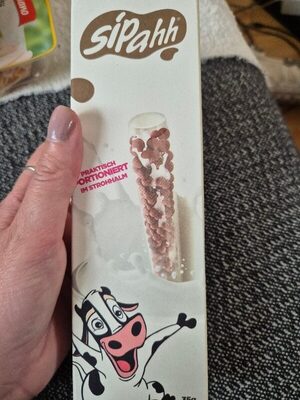 sipahh
PRAKTISCH
PORTIONIERT
IM STROHHALM